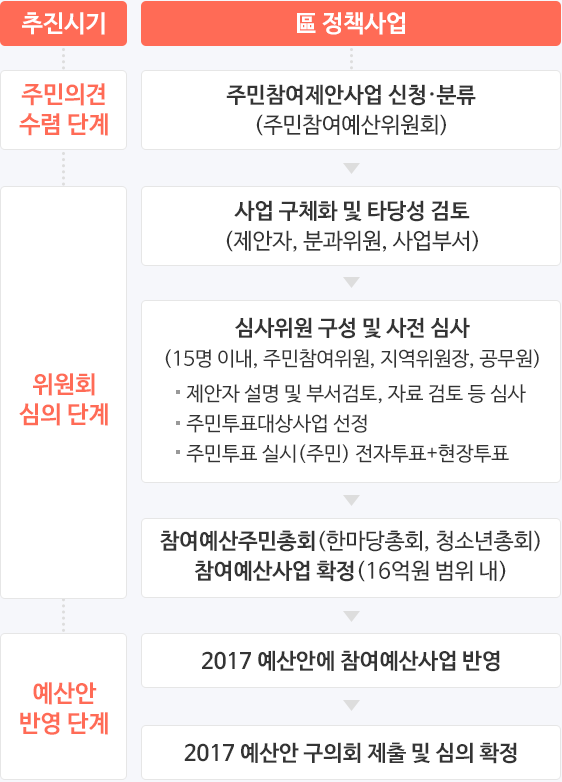 추진시기
區 정책사업
주민의견
수렴 단계
주민참여제안사업 신청·분류
(주민참여예산위원회)
위원회
심의 단계
사업 구체화 및 타당성 검토
(제안자, 분과위원, 사업부서)
심사위원 구성 및 사전 심사
(15명 이내, 주민참여위원, 지역위원장, 공무원)
▪ 제안자 설명 및 부서검토, 자료 검토 등 심사
▪ 주민투표대상사업 선정
▪ 주민투표 실시(주민) 전자투표+현장투표
참여예산주민총회(한마당총회, 청소년총회)
참여예산사업 확정(16억원 범위 내)
예산안
반영 단계
2017 예산안에 참여예산사업 반영
2017 예산안 구의회 제출 및 심의 확정